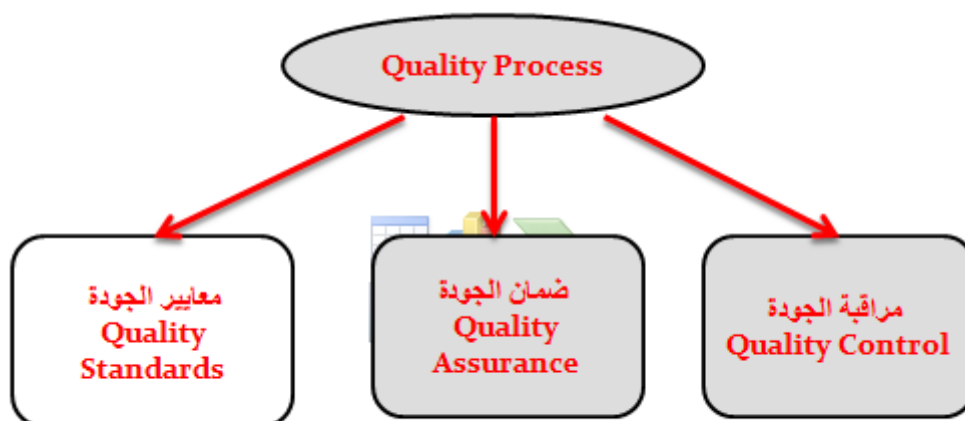 Quality Process
معايير الجودة
Quality
Standards
ضمان الجودة
Quality
Assurance
مراقبة الجودة
Quality Control